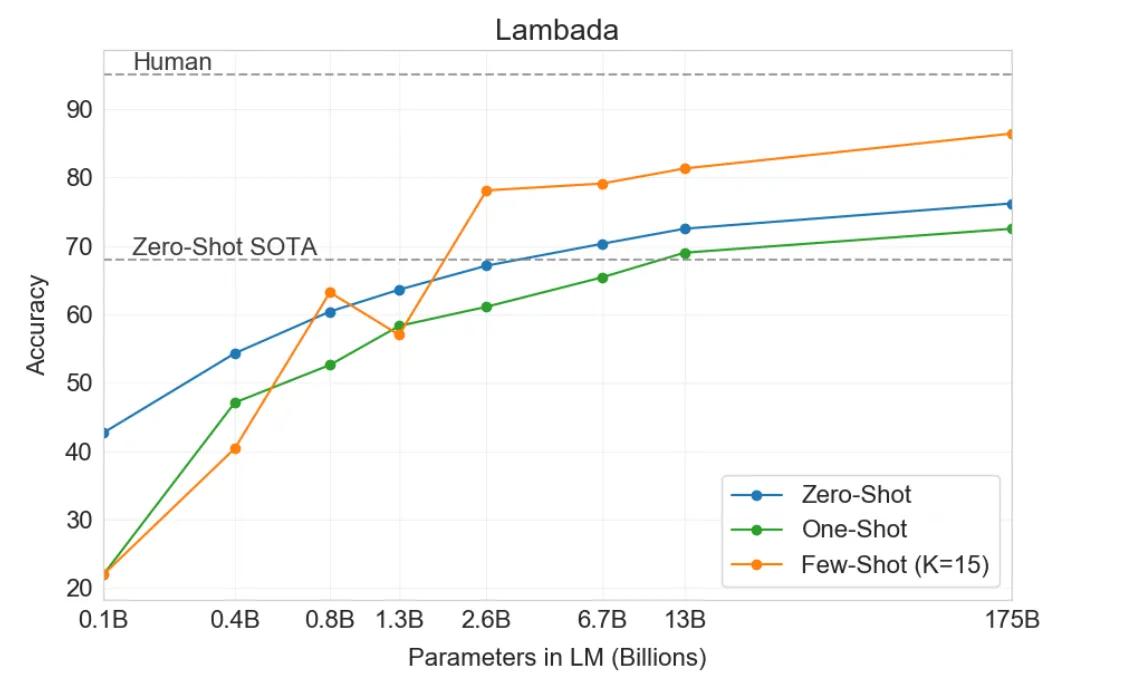 Lambada
Human
90
80
70
Zero-Shot SOTA
60
50
40
30
20
Accuracy
Zero-Shot
One-Shot
Few-Shot (K=15)
0.1B 0.4B 0.8B 1.3B 2.6B 6.7B 13B 175B
Parameters in LM (Billions)